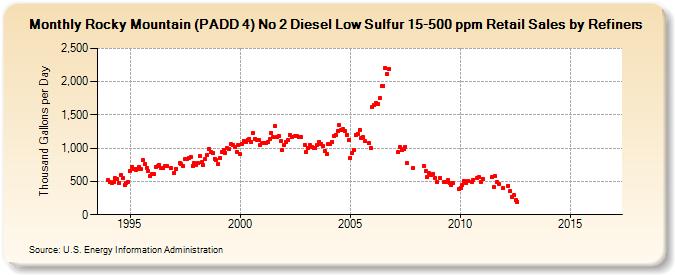 Monthly Rocky Mountain (PADD 4) No 2 Diesel Low Sulfur 15-500 ppm Retail Sales by Refiners
Thousand Gallons per Day
2,500
2,000
1,500
1,000
500
0
1995 2000 2005 2010 2015
Source: U.S. Energy Information Administration